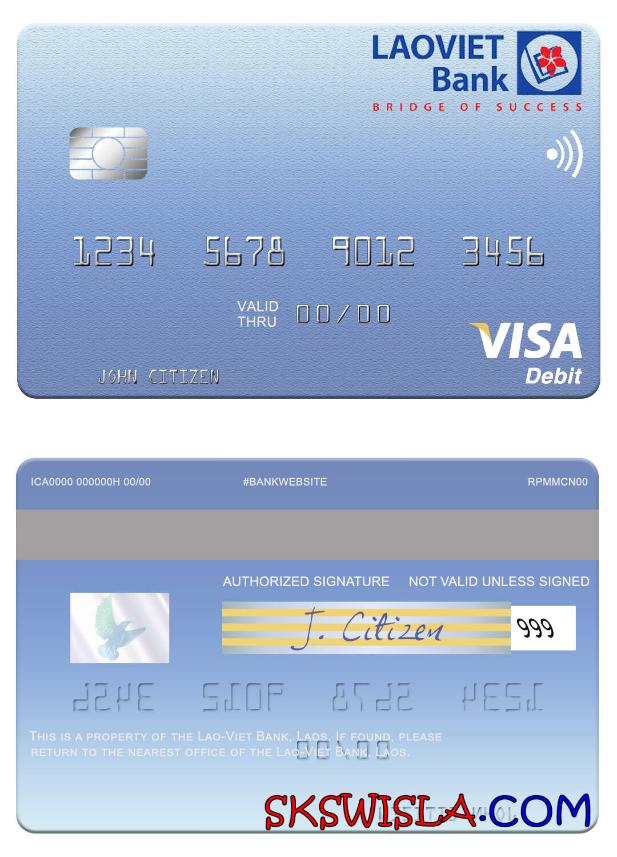 LAOVIET
Bank
BRIDGE OF SUCCESS
1234 5678 9012 3456
VALID
THRU 00/00
VISA
Debit
JOHN CITIZEN
ICA0000 000000H 00/00 #BANKWEBSITE RPMMCN00
AUTHORIZED SIGNATURE NOT VALID UNLESS SIGNED
J. Citizen 999
THIS IS A PROPERTY OF THE LAO-VIET BANK, LAOS. IF FOUND, PLEASE
RETURN TO THE NEAREST OFFICE OF THE LAO-VIET BANK, LAOS.
SKSWISLA.COM